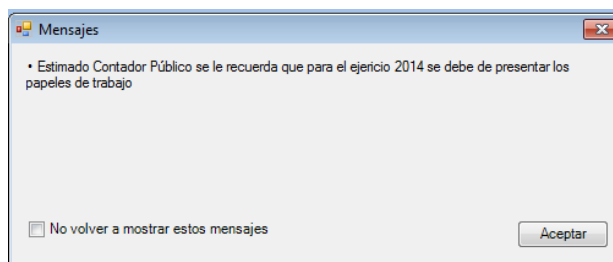 Mensajes
• Estimado Contador Público se le recuerda que para el ejericio 2014 se debe de presentar los
papeles de trabajo
No volver a mostrar estos mensajes
Aceptar